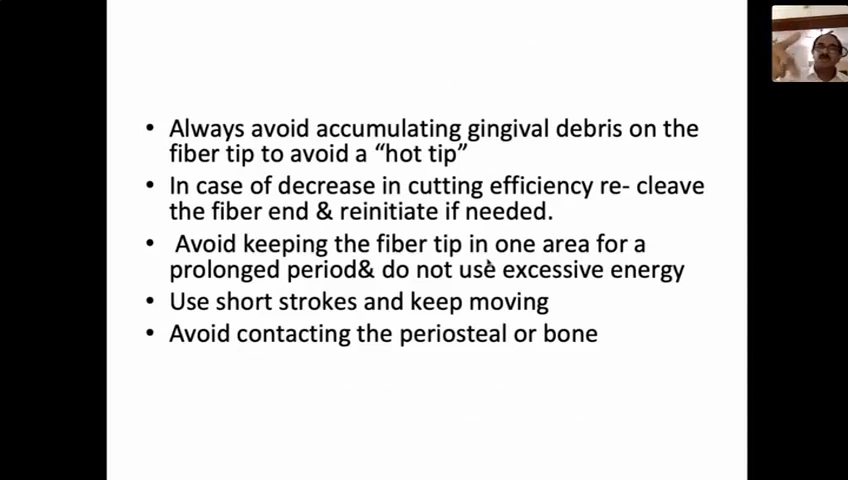 • Always avoid accumulating gingival debris on the
fiber tip to avoid a “hot tip”
• In case of decrease in cutting efficiency re- cleave
the fiber end & reinitiate if needed.
• Avoid keeping the fiber tip in one area for a
prolonged period& do not use excessive energy
• Use short strokes and keep moving
• Avoid contacting the periosteal or bone